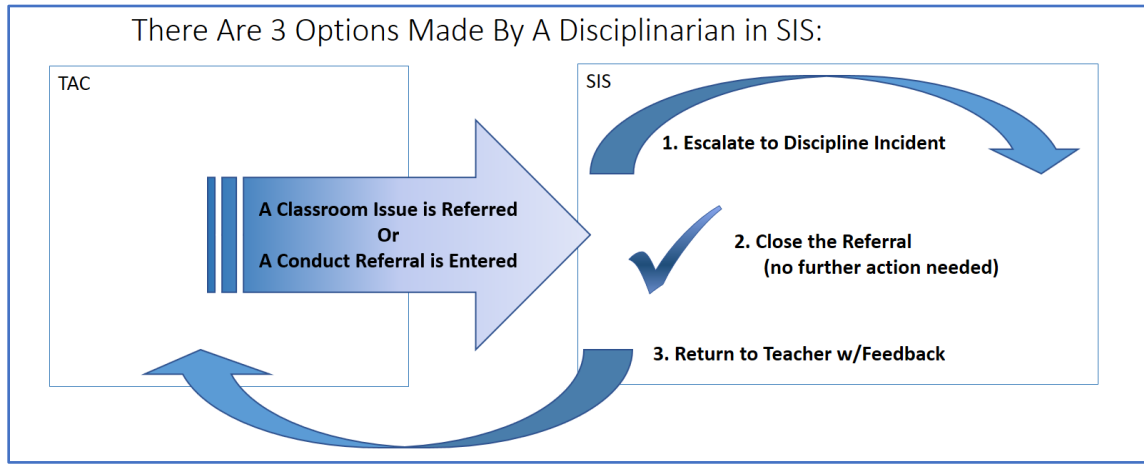 There Are 3 Options Made By A Disciplinarian in SIS:
TAC
A Classroom Issue is Referred
Or
A Conduct Referral is Entered
SIS
1. Escalate to Discipline Incident
2. Close the Referral
(no further action needed)
3. Return to Teacher w/Feedback